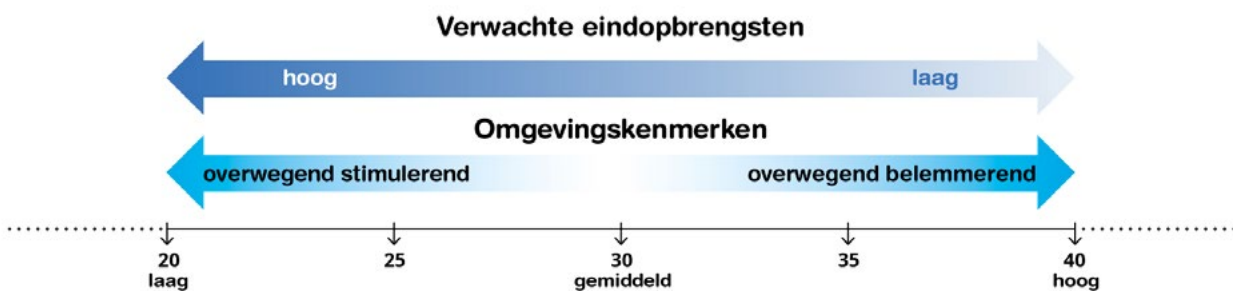 Verwachte eindopbrengsten
hoog laag
Omgevingskenmerken
overwegend stimulerend overwegend belemmerend
20 25 30 35 40
laag gemiddeld hoog